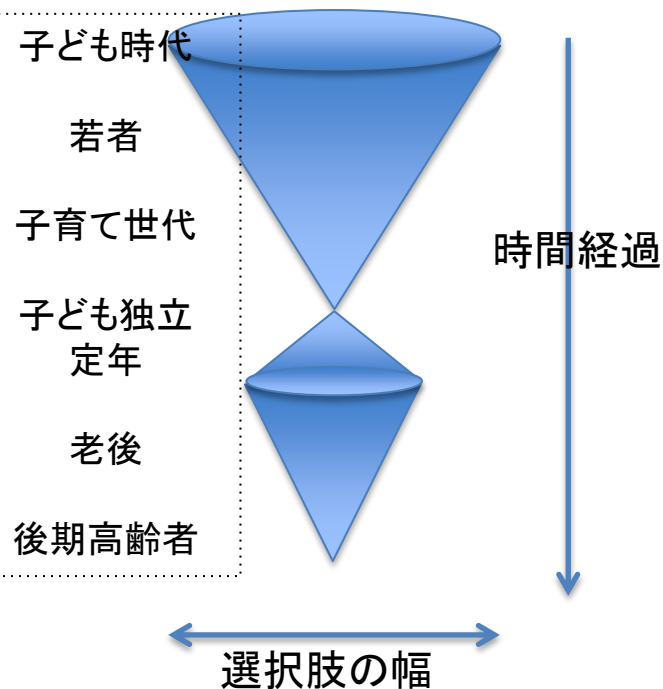 子ども時代
若者
子育て世代
子ども独立
定年
老後
後期高齢者
時間経過
選択肢の幅